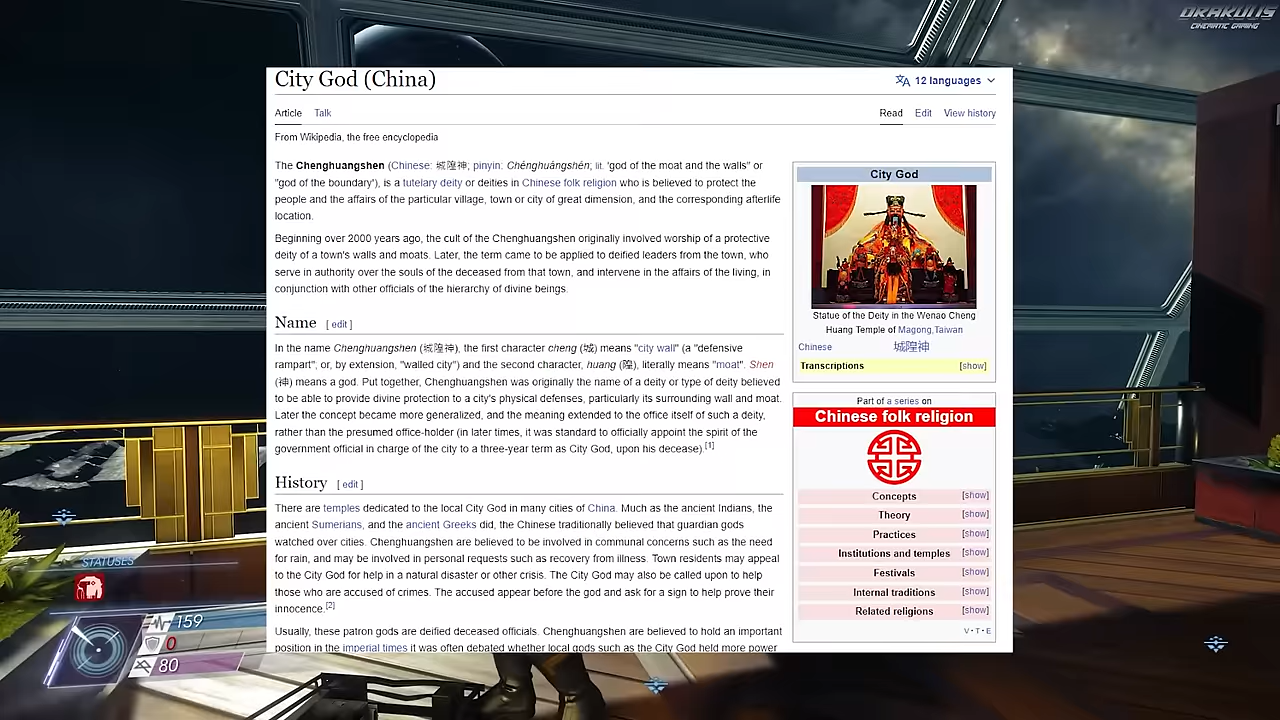 DRAKULIS
CINEMATIC GAMING
City God (China)
12 languages
Article Talk
Read Edit View history
From Wikipedia, the free encyclopedia
The Chenghuangshen (Chinese: 城隍神; pinyin: Chénghuángshén; lit. 'god of the moat and the walls" or
"god of the boundary'), is a tutelary deity or deities in Chinese folk religion who is believed to protect the
people and the affairs of the particular village, town or city of great dimension, and the corresponding afterlife
location.
Beginning over 2000 years ago, the cult of the Chenghuangshen originally involved worship of a protective
deity of a town's walls and moats. Later, the term came to be applied to deified leaders from the town, who
serve in authority over the souls of the deceased from that town, and intervene in the affairs of the living, in
conjunction with other officials of the hierarchy of divine beings.
Name [ edit ]
In the name Chenghuangshen (城隍神), the first character cheng (城) means "city wall" (a "defensive
rampart", or, by extension, "walled city") and the second character, huang (隍), literally means "moat". Shen
(神) means a god. Put together, Chenghuangshen was originally the name of a deity or type of deity believed
to be able to provide divine protection to a city's physical defenses, particularly its surrounding wall and moat.
Later the concept became more generalized, and the meaning extended to the office itself of such a deity,
rather than the presumed office-holder (in later times, it was standard to officially appoint the spirit of the
government official in charge of the city to a three-year term as City God, upon his decease).[1]
History [ edit ]
There are temples dedicated to the local City God in many cities of China. Much as the ancient Indians, the
ancient Sumerians, and the ancient Greeks did, the Chinese traditionally believed that guardian gods
watched over cities. Chenghuangshen are believed to be involved in communal concerns such as the need
for rain, and may be involved in personal requests such as recovery from illness. Town residents may appeal
to the City God for help in a natural disaster or other crisis. The City God may also be called upon to help
those who are accused of crimes. The accused appear before the god and ask for a sign to help prove their
innocence.[2]
Usually, these patron gods are deified deceased officials. Chenghuangshen are believed to hold an important
position in the imperial times it was often debated whether local gods such as the City God held more power
City God
Statue of the Deity in the Wenao Cheng
Huang Temple of Magong,Taiwan
Chinese 城隍神
Transcriptions [show]
Part of a series on
Chinese folk religion
Concepts [show]
Theory [show]
Practices [show]
Institutions and temples [show]
Festivals [show]
Internal traditions [show]
Related religions [show]
V · T · E
STATUSES
159
0
80